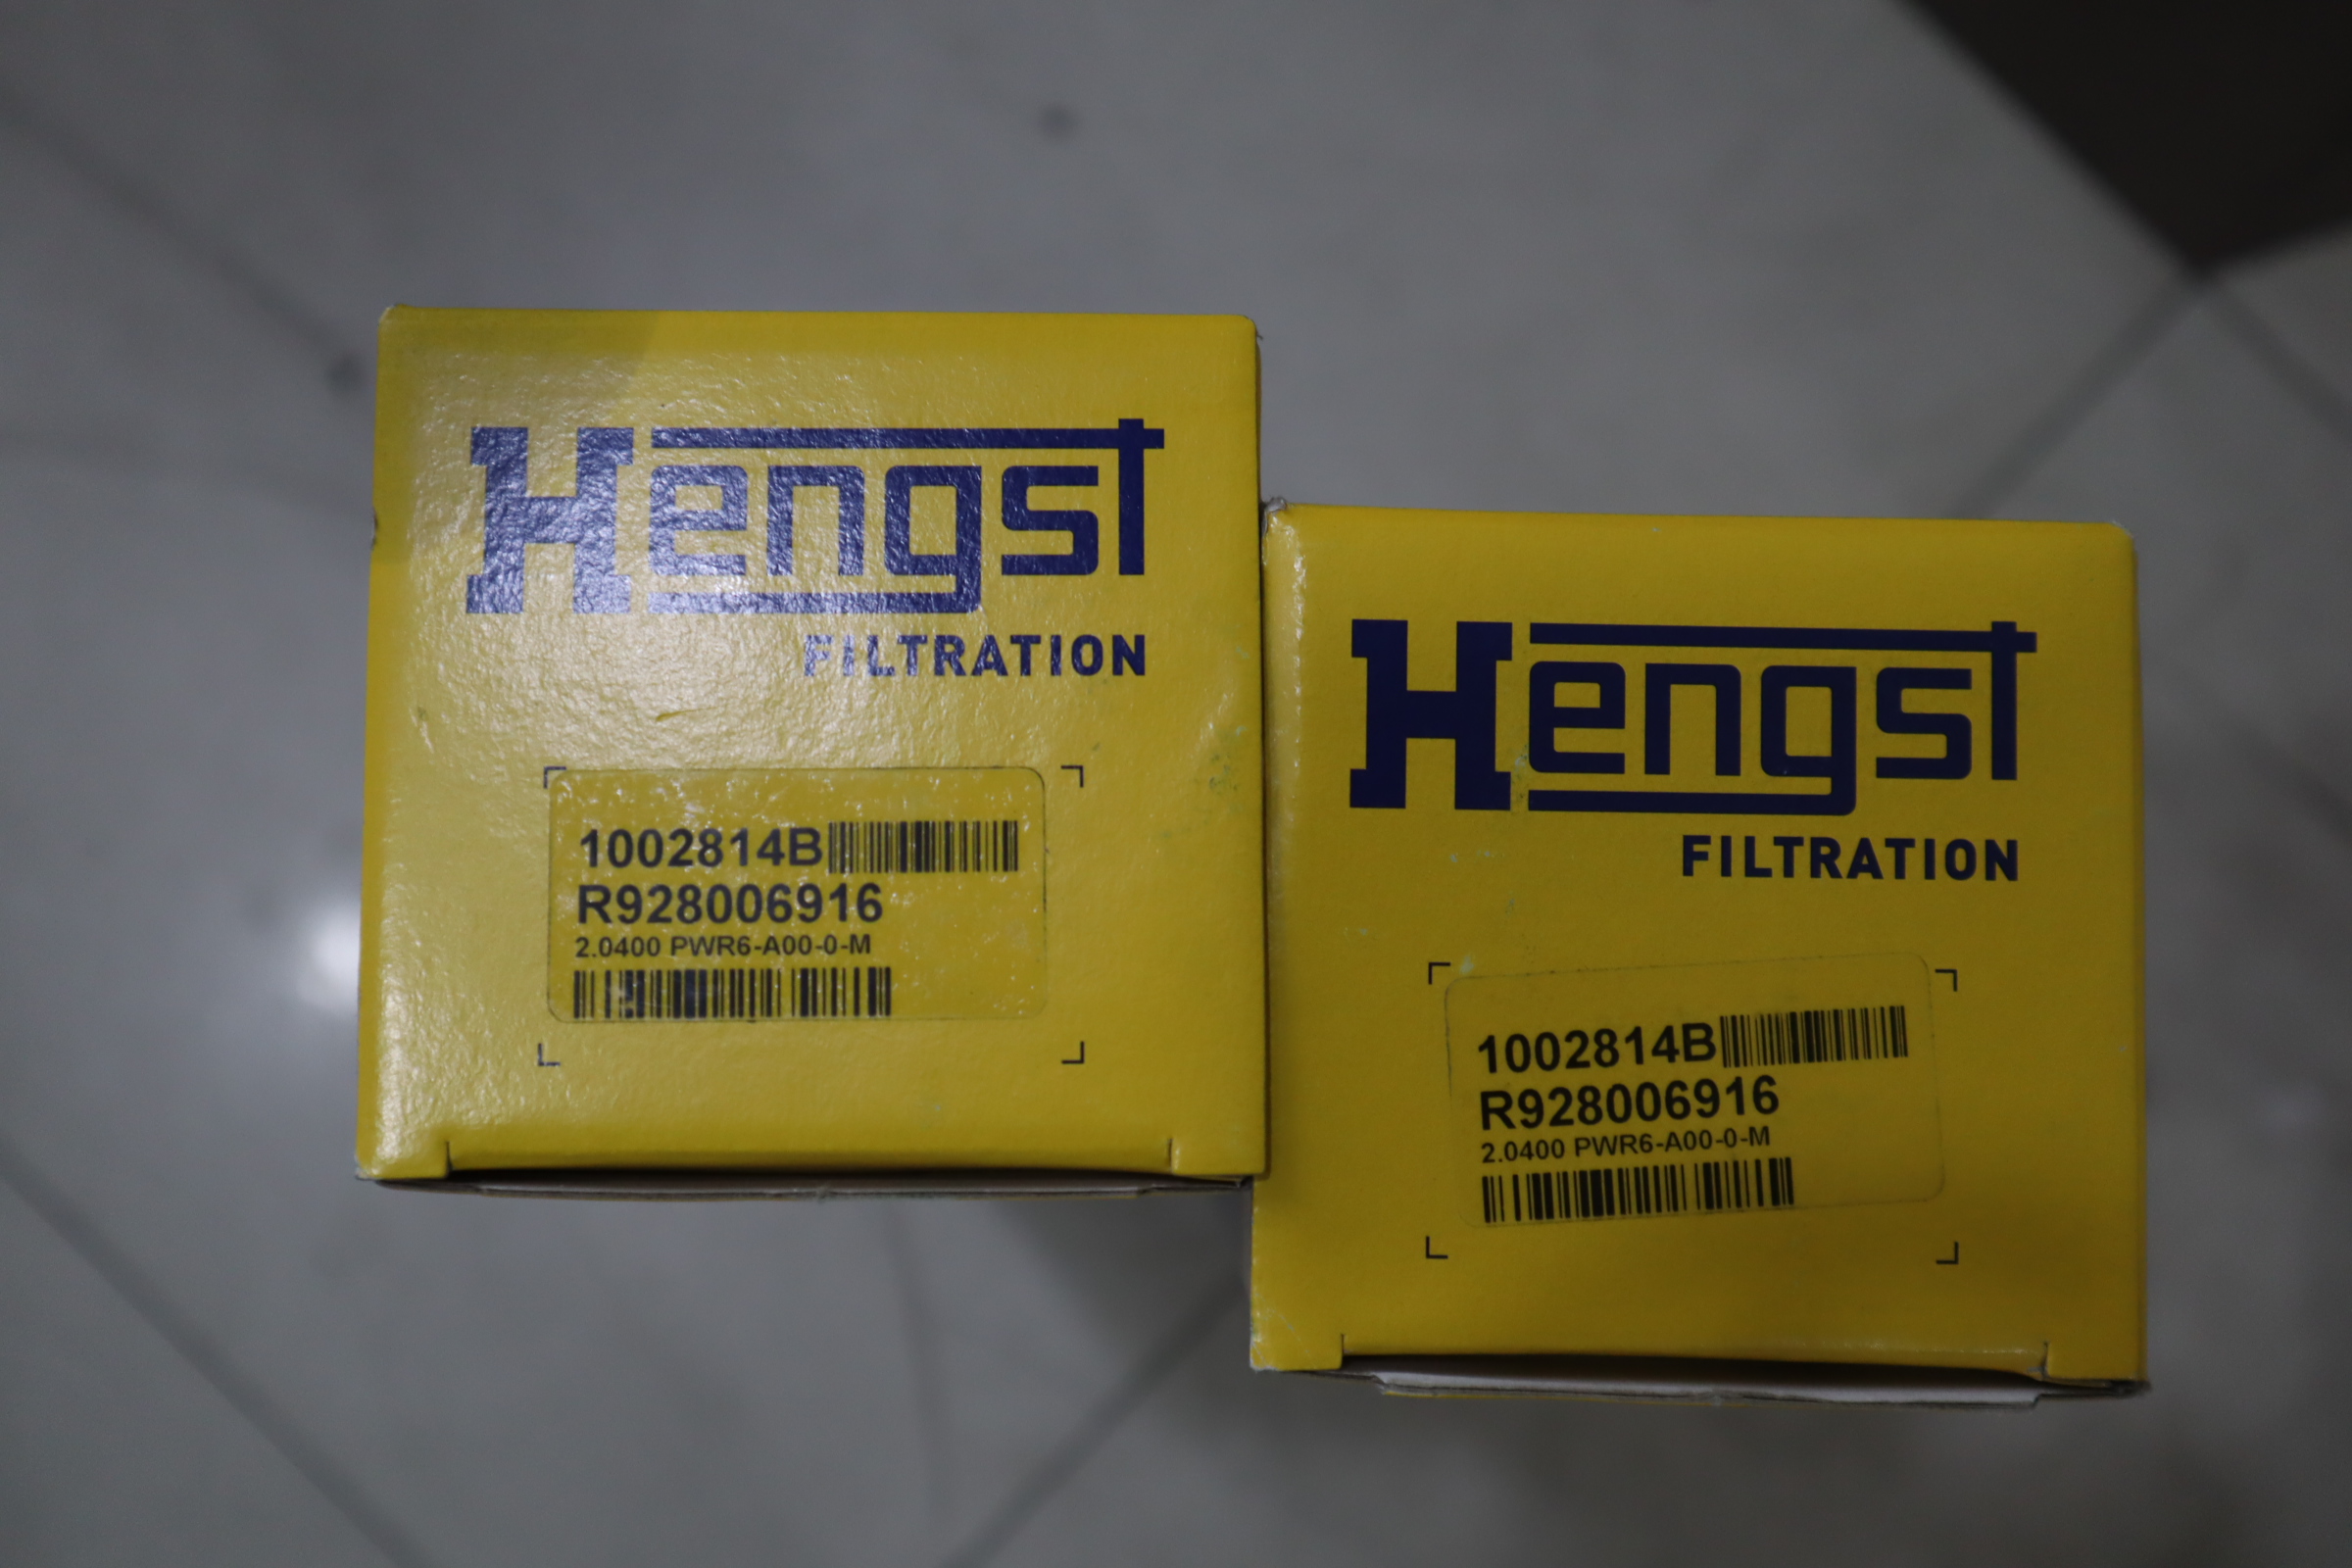 Hengst
FILTRATION
1002814B
R928006916
2.0400 PWR6-A00-0-M
Hengst
FILTRATION
1002814B
R928006916
2.0400 PWR6-A00-0-M